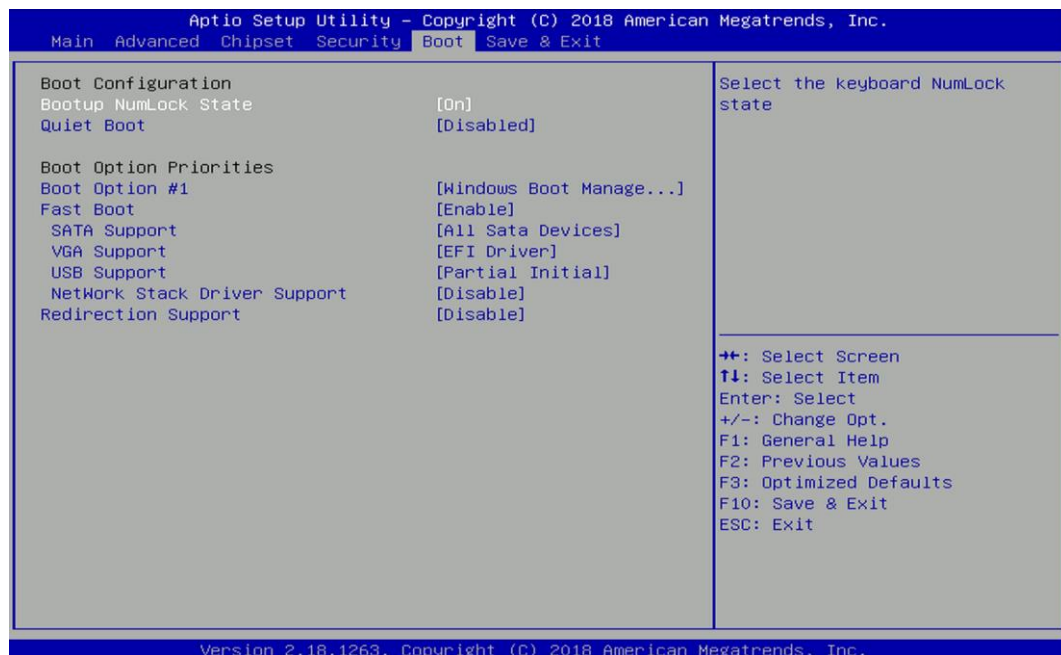 Aptio Setup Utility – Copyright (C) 2018 American Megatrends, Inc.
Main Advanced Chipset Security Boot Save & Exit
Boot Configuration
Bootup NumLock State [On]
Quiet Boot [Disabled]
Boot Option Priorities
Boot Option #1 [Windows Boot Manage...]
Fast Boot [Enable]
SATA Support [All Sata Devices]
VGA Support [EFI Driver]
USB Support [Partial Initial]
NetWork Stack Driver Support [Disable]
Redirection Support [Disable]
Select the keyboard NumLock
state
→←: Select Screen
↑↓: Select Item
Enter: Select
+/-: Change Opt.
F1: General Help
F2: Previous Values
F3: Optimized Defaults
F10: Save & Exit
ESC: Exit
Version 2.18.1263. Copyright (C) 2018 American Megatrends, Inc.